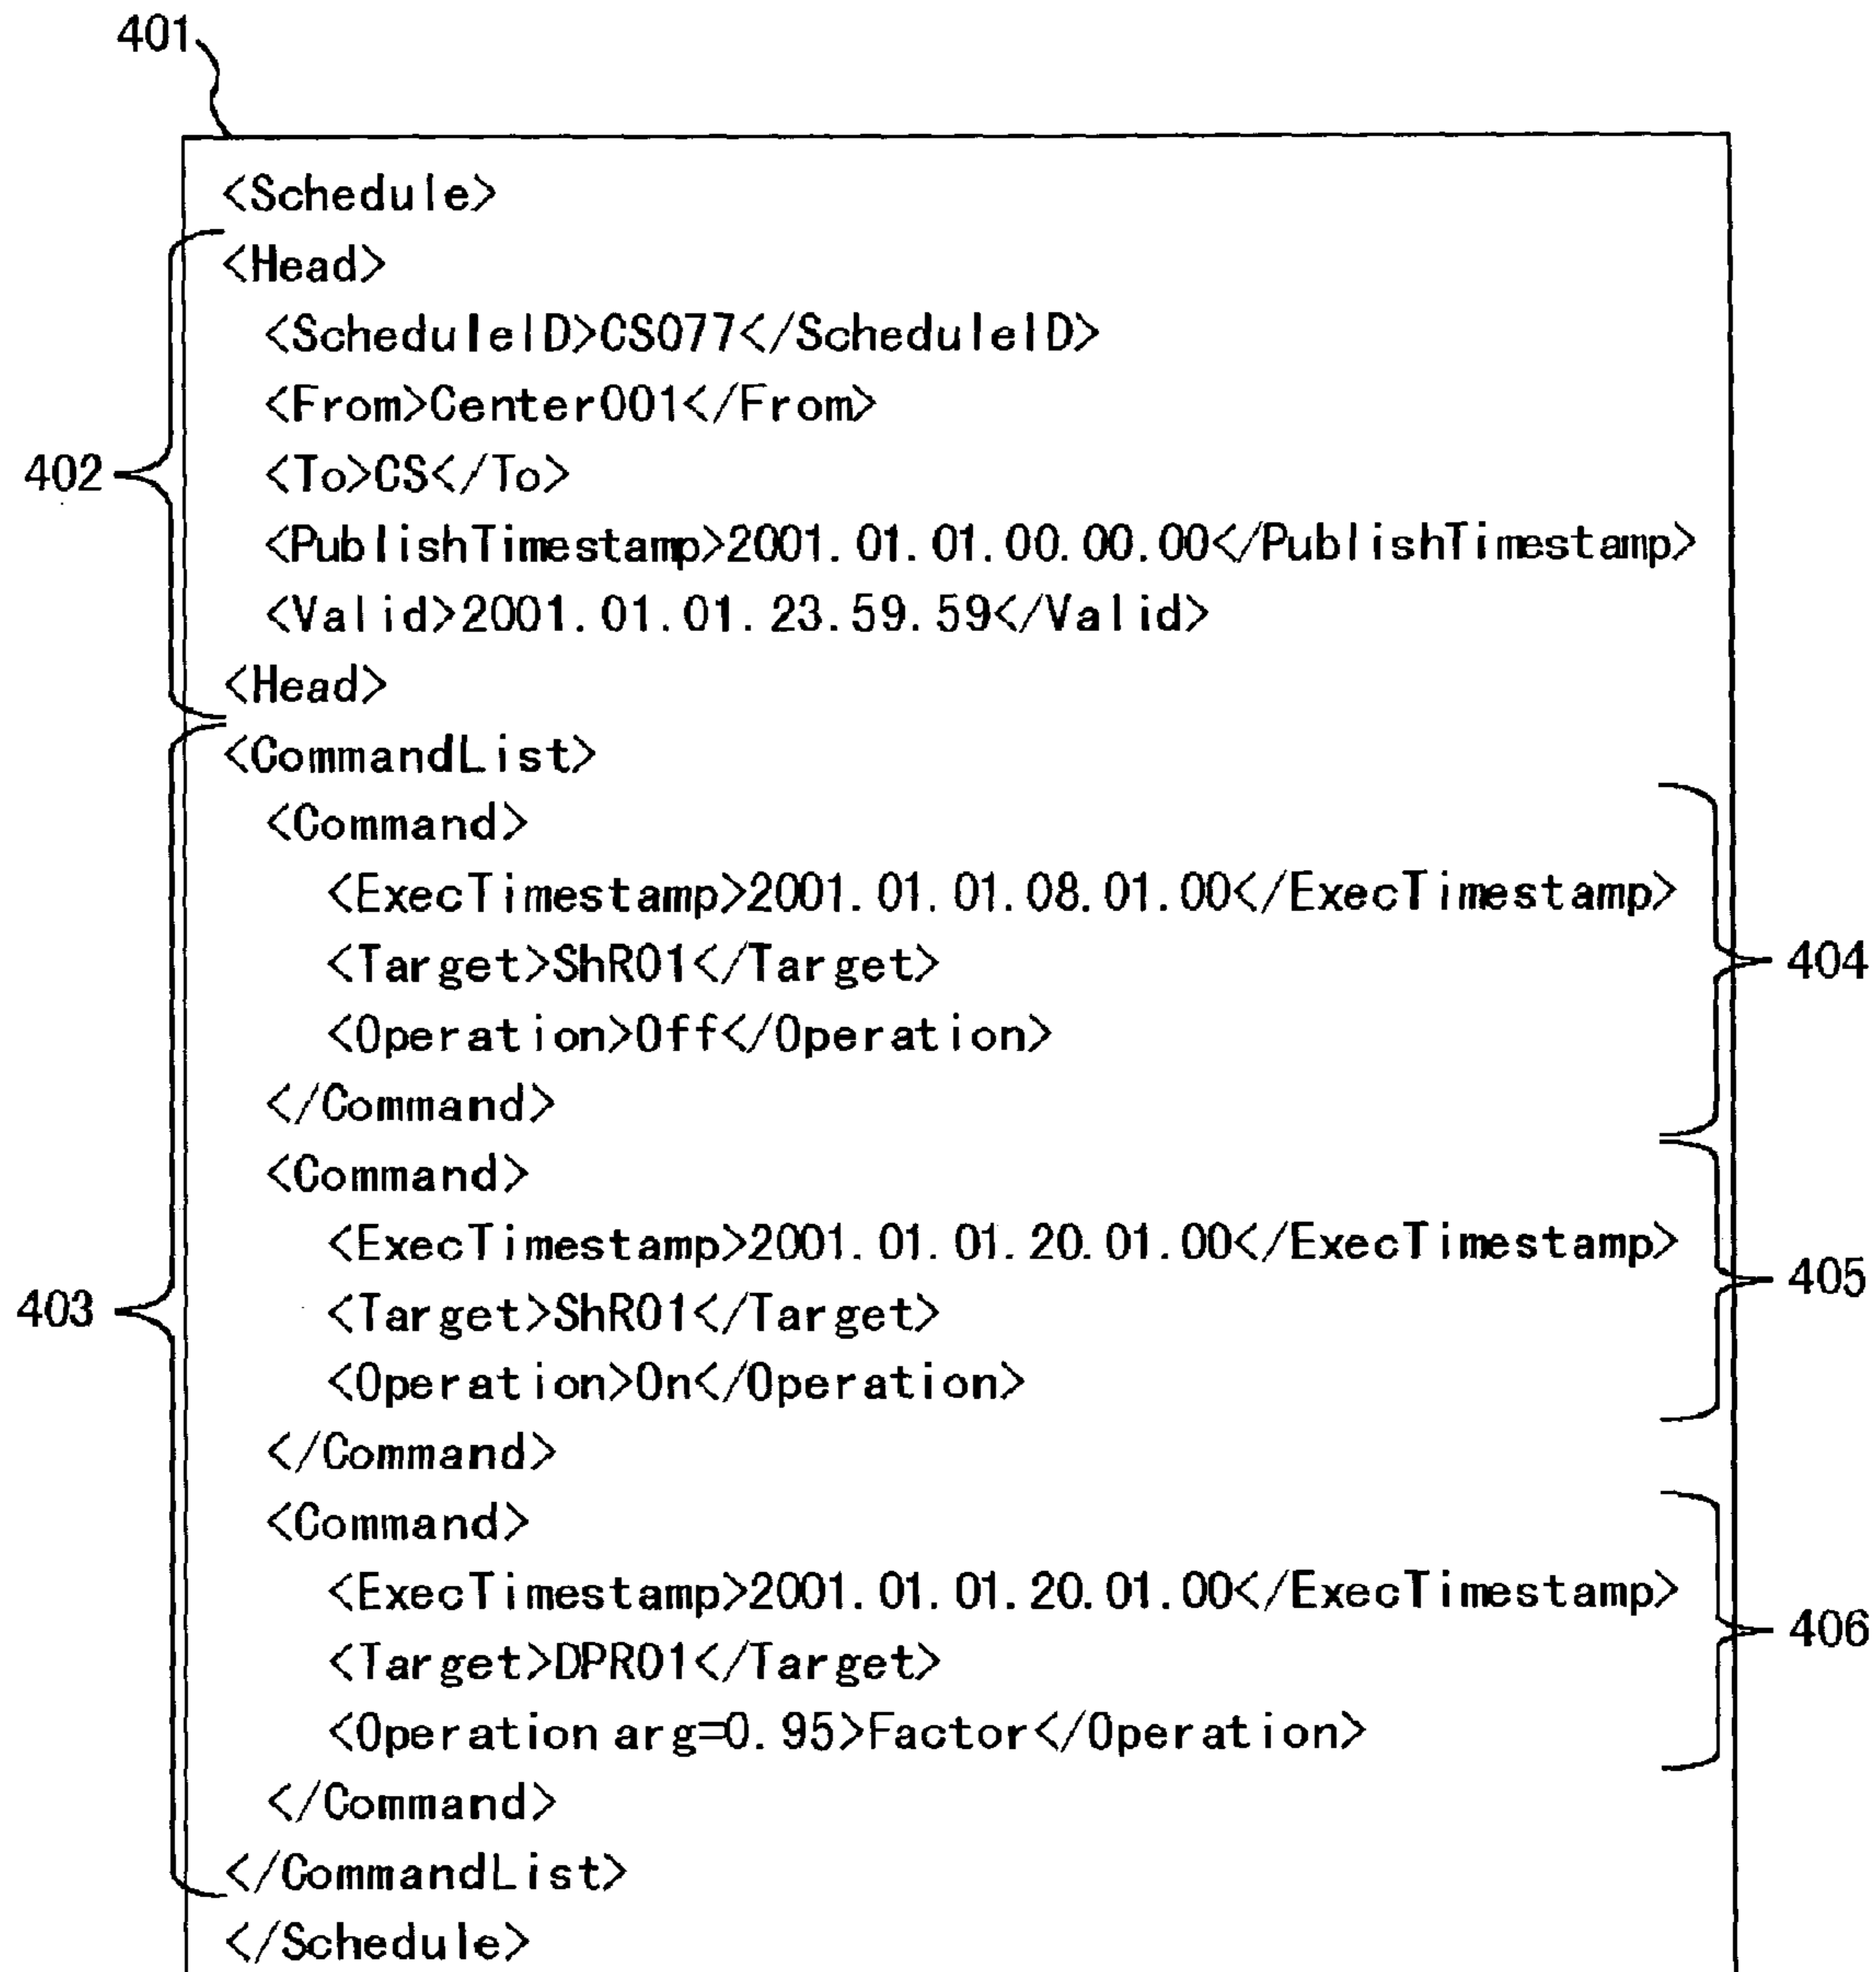 401
<Schedule>
<Head>
<ScheduleID>CS077</ScheduleID>
<From>Center001</From>
402
<To>CS</To>
<PublishTimestamp>2001.01.01.00.00.00</PublishTimestamp>
<Valid>2001.01.01.23.59.59</Valid>
<Head>
<CommandList>
<Command>
<ExecTimestamp>2001.01.01.08.01.00</ExecTimestamp>
<Target>ShR01</Target>
404
<Operation>Off</Operation>
</Command>
<Command>
<ExecTimestamp>2001.01.01.20.01.00</ExecTimestamp>
405
403
<Target>ShR01</Target>
<Operation>On</Operation>
</Command>
<Command>
<ExecTimestamp>2001.01.01.20.01.00</ExecTimestamp>
406
<Target>DPR01</Target>
<Operation arg=0.95>Factor</Operation>
</Command>
</CommandList>
</Schedule>